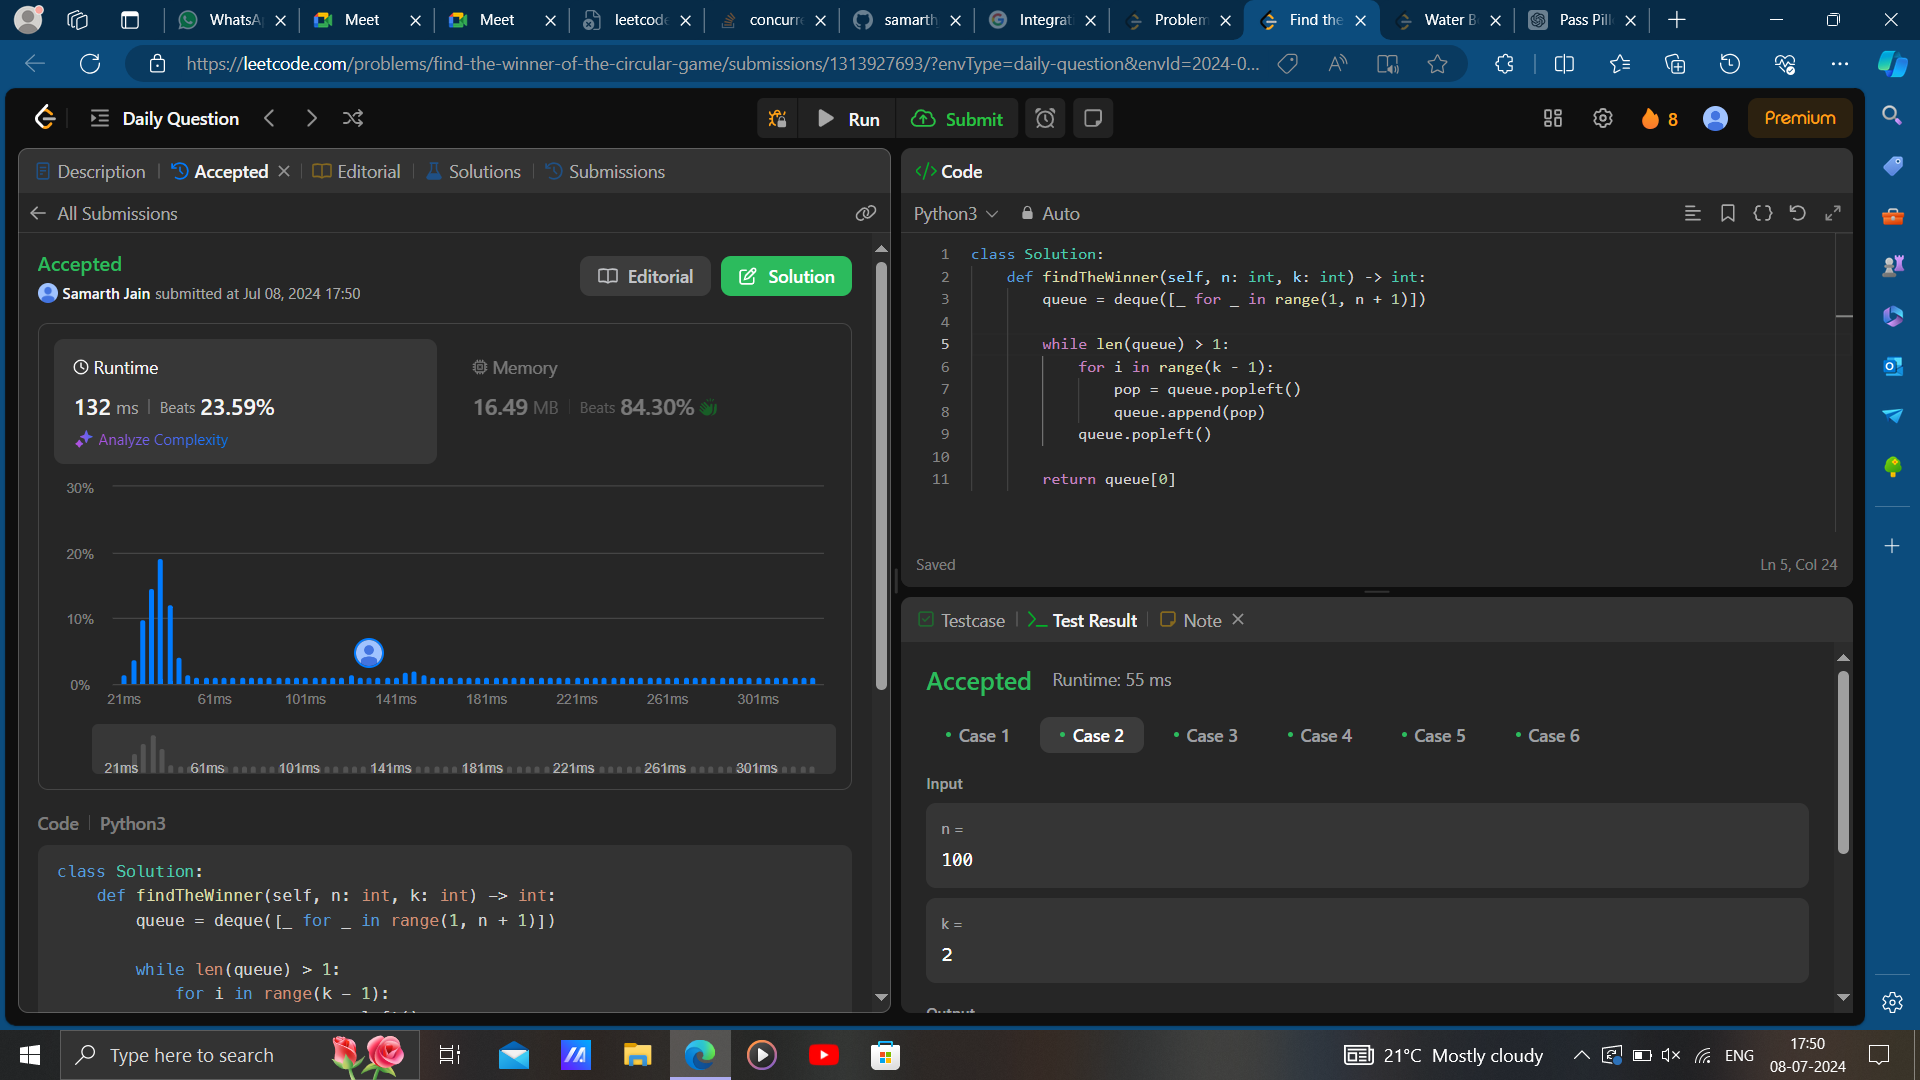 WhatsA
Meet
Meet
leetcode
concurre
samarth
Integrat
Problem
Find the
Water B
Pass Pill
https://leetcode.com/problems/find-the-winner-of-the-circular-game/submissions/1313927693/?envType=daily-question&envId=2024-0...
Daily Question
Run
Submit
8
Premium
Description
Accepted
Editorial
Solutions
Submissions
All Submissions
Accepted
Samarth Jain submitted at Jul 08, 2024 17:50
Editorial
Solution
Runtime
132 ms | Beats 23.59%
Analyze Complexity
Memory
16.49 MB | Beats 84.30%
30%
20%
10%
0%
21ms 61ms 101ms 141ms 181ms 221ms 261ms 301ms
21ms 61ms 101ms 141ms 181ms 221ms 261ms 301ms
Code | Python3
class Solution:
def findTheWinner(self, n: int, k: int) -> int:
queue = deque([_ for _ in range(1, n + 1)])
while len(queue) > 1:
for i in range(k - 1):
</> Code
Python3
Auto
1 class Solution:
2 def findTheWinner(self, n: int, k: int) -> int:
3 queue = deque([_ for _ in range(1, n + 1)])
4
5 while len(queue) > 1:
6 for i in range(k - 1):
7 pop = queue.popleft()
8 queue.append(pop)
9 queue.popleft()
10
11 return queue[0]
Saved
Ln 5, Col 24
Testcase
Test Result
Note
Accepted
Runtime: 55 ms
Case 1
Case 2
Case 3
Case 4
Case 5
Case 6
Input
n =
100
k =
2
Output
Type here to search
21°C Mostly cloudy
ENG
17:50
08-07-2024